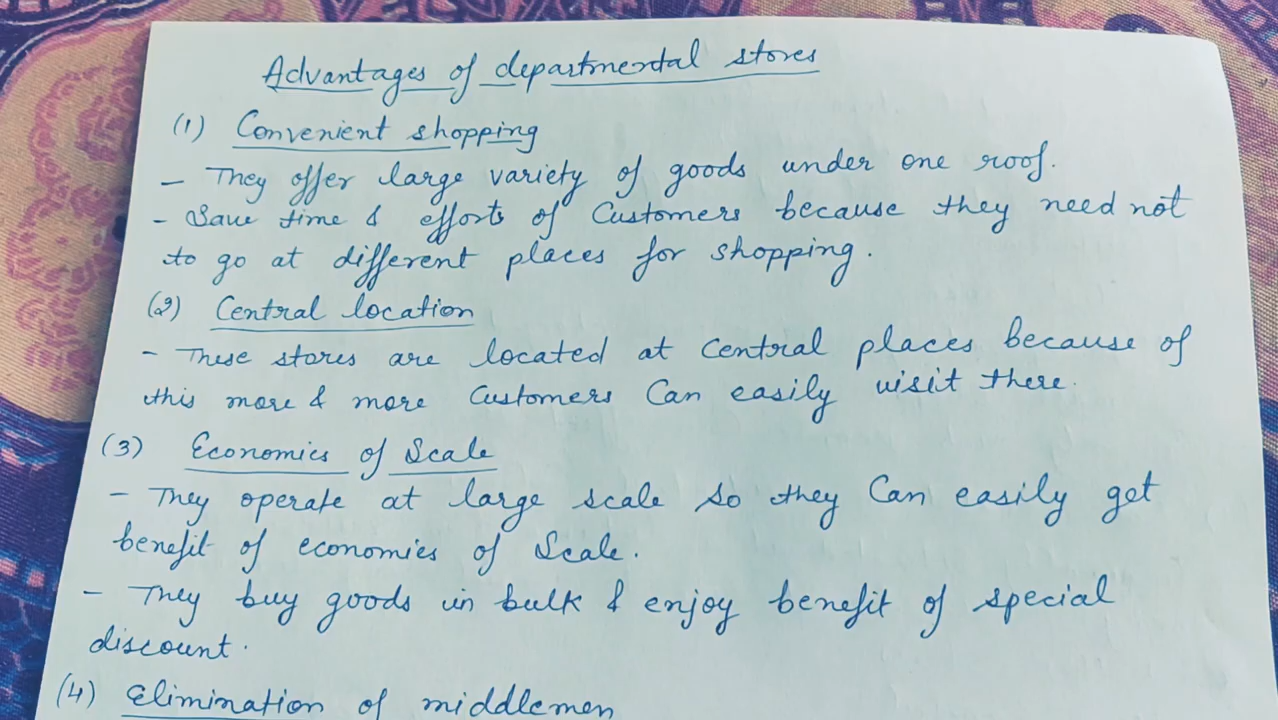 Advantages of departmental stores
(1) Convenient shopping
- They offer large variety of goods under one roof.
- Save time & efforts of Customers because they need not
to go at different places for shopping.
(2) Central location
- These stores are located at Central places because of
this more & more Customers Can easily visit there.
(3) Economies of Scale
- They operate at large scale so they Can easily get
benefit of economies of Scale.
- They buy goods in bulk & enjoy benefit of special
discount.
(4) Elimination of middlemen